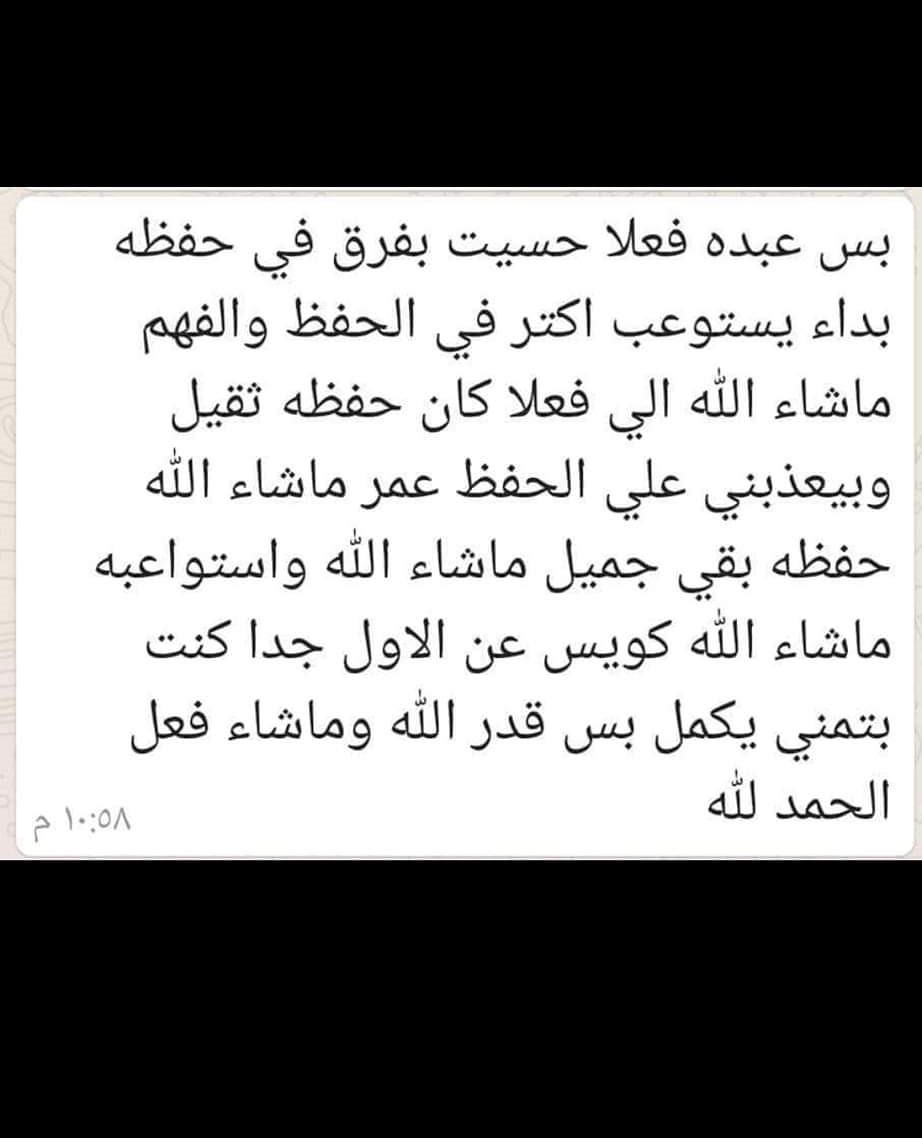 بس عبده فعلا حسيت بفرق في حفظه
بداء يستوعب اكتر في الحفظ والفهم
ماشاء الله الي فعلا كان حفظه ثقيل
وبيعذبني علي الحفظ عمر ماشاء الله
حفظه بقي جميل ماشاء الله واستواعبه
ماشاء الله كويس عن الاول جدا كنت
بتمني يكمل بس قدر الله وماشاء فعل
الحمد لله
١٠:٥٨ م